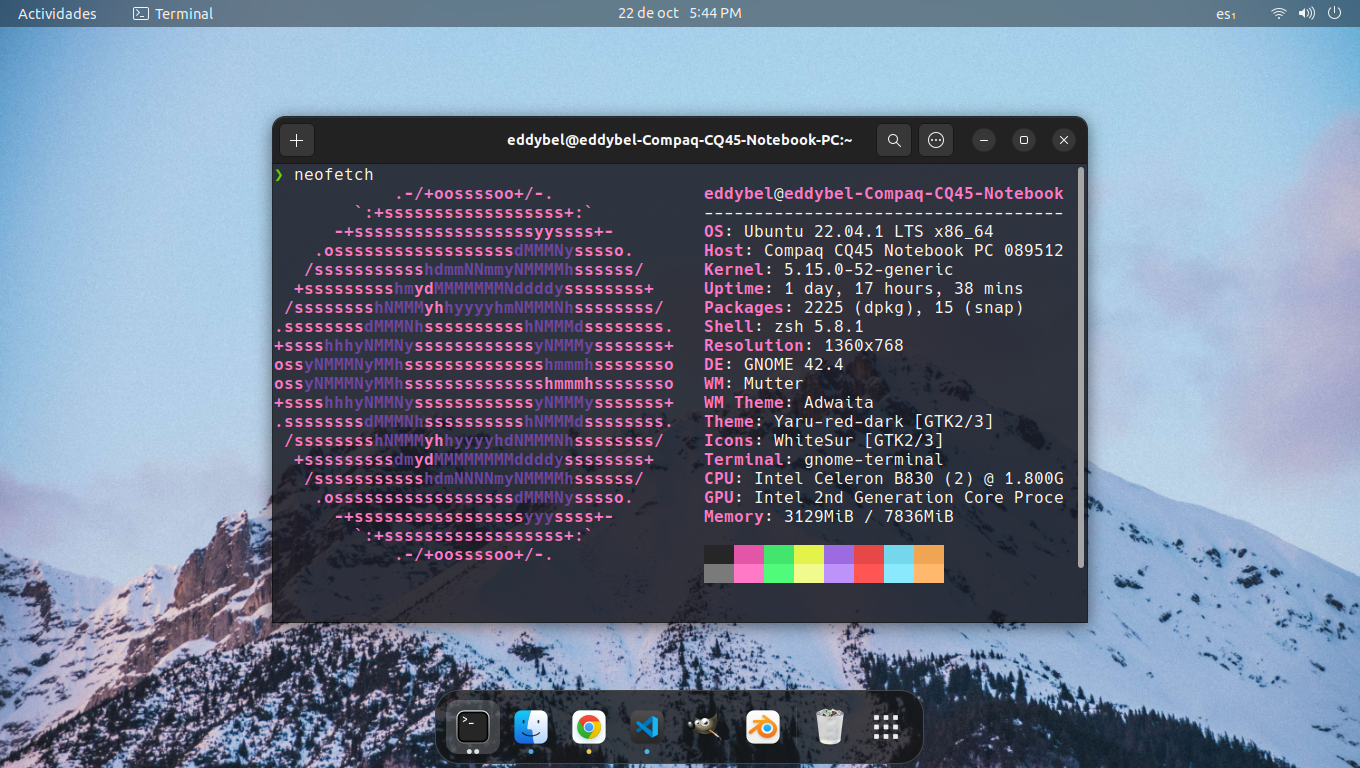 Actividades Terminal 22 de oct 5:44 PM es₁
eddybel@eddybel-Compaq-CQ45-Notebook-PC:~
❯ neofetch
.-/+oossssoo+/-.
`:+ssssssssssssssssss+:`
-+ssssssssssssssssssyyssss+-
.ossssssssssssssssssdMMMNysssso.
/ssssssssssshdmmNNmmyNMMMMhssssss/
+ssssssssshmydMMMMMMMNddddyssssssss+
/sssssssshNMMMyhhyyyyhmNMMMNhssssssss/
.ssssssssdMMMNhsssssssssshNMMMdssssssss.
+sssshhhyNMMNyssssssssssssyNMMMysssssss+
ossyNMMMNyMMhsssssssssssssshmmmhssssssso
ossyNMMMNyMMhsssssssssssssshmmmhssssssso
+sssshhhyNMMNyssssssssssssyNMMMysssssss+
.ssssssssdMMMNhsssssssssshNMMMdssssssss.
/sssssssshNMMMyhhyyyyhdNMMMNhssssssss/
+sssssssssdmydMMMMMMMMddddyssssssss+
/ssssssssssshdmNNNNmyNMMMMhssssss/
.ossssssssssssssssssdMMMNysssso.
-+sssssssssssssssssyyyssss+-
`:+ssssssssssssssssss+:`
.-/+oossssoo+/-.
eddybel@eddybel-Compaq-CQ45-Notebook
------------------------------------
OS: Ubuntu 22.04.1 LTS x86_64
Host: Compaq CQ45 Notebook PC 089512
Kernel: 5.15.0-52-generic
Uptime: 1 day, 17 hours, 38 mins
Packages: 2225 (dpkg), 15 (snap)
Shell: zsh 5.8.1
Resolution: 1360x768
DE: GNOME 42.4
WM: Mutter
WM Theme: Adwaita
Theme: Yaru-red-dark [GTK2/3]
Icons: WhiteSur [GTK2/3]
Terminal: gnome-terminal
CPU: Intel Celeron B830 (2) @ 1.800G
GPU: Intel 2nd Generation Core Proce
Memory: 3129MiB / 7836MiB